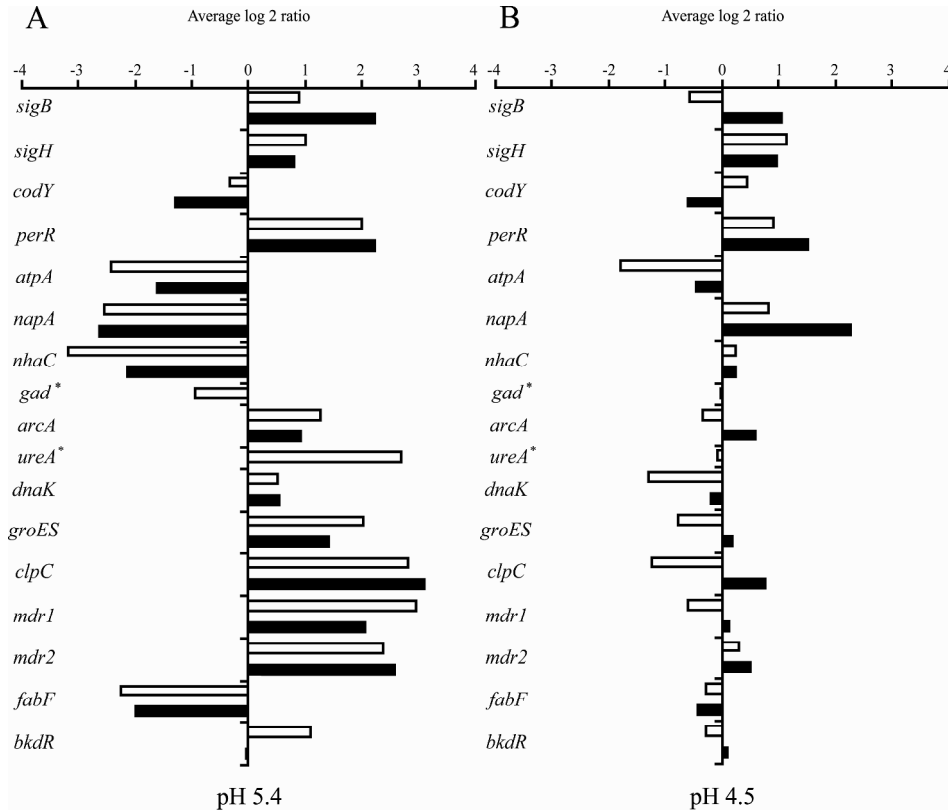 A
Average log 2 ratio
-4 -3 -2 -1 0 1 2 3 4
sigB
sigH
codY
perR
atpA
napA
nhaC
gad *
arcA
ureA *
dnaK
groES
clpC
mdr1
mdr2
fabF
bkdR
pH 5.4
B
Average log 2 ratio
-4 -3 -2 -1 0 1 2 3 4
sigB
sigH
codY
perR
atpA
napA
nhaC
gad *
arcA
ureA *
dnaK
groES
clpC
mdr1
mdr2
fabF
bkdR
pH 4.5